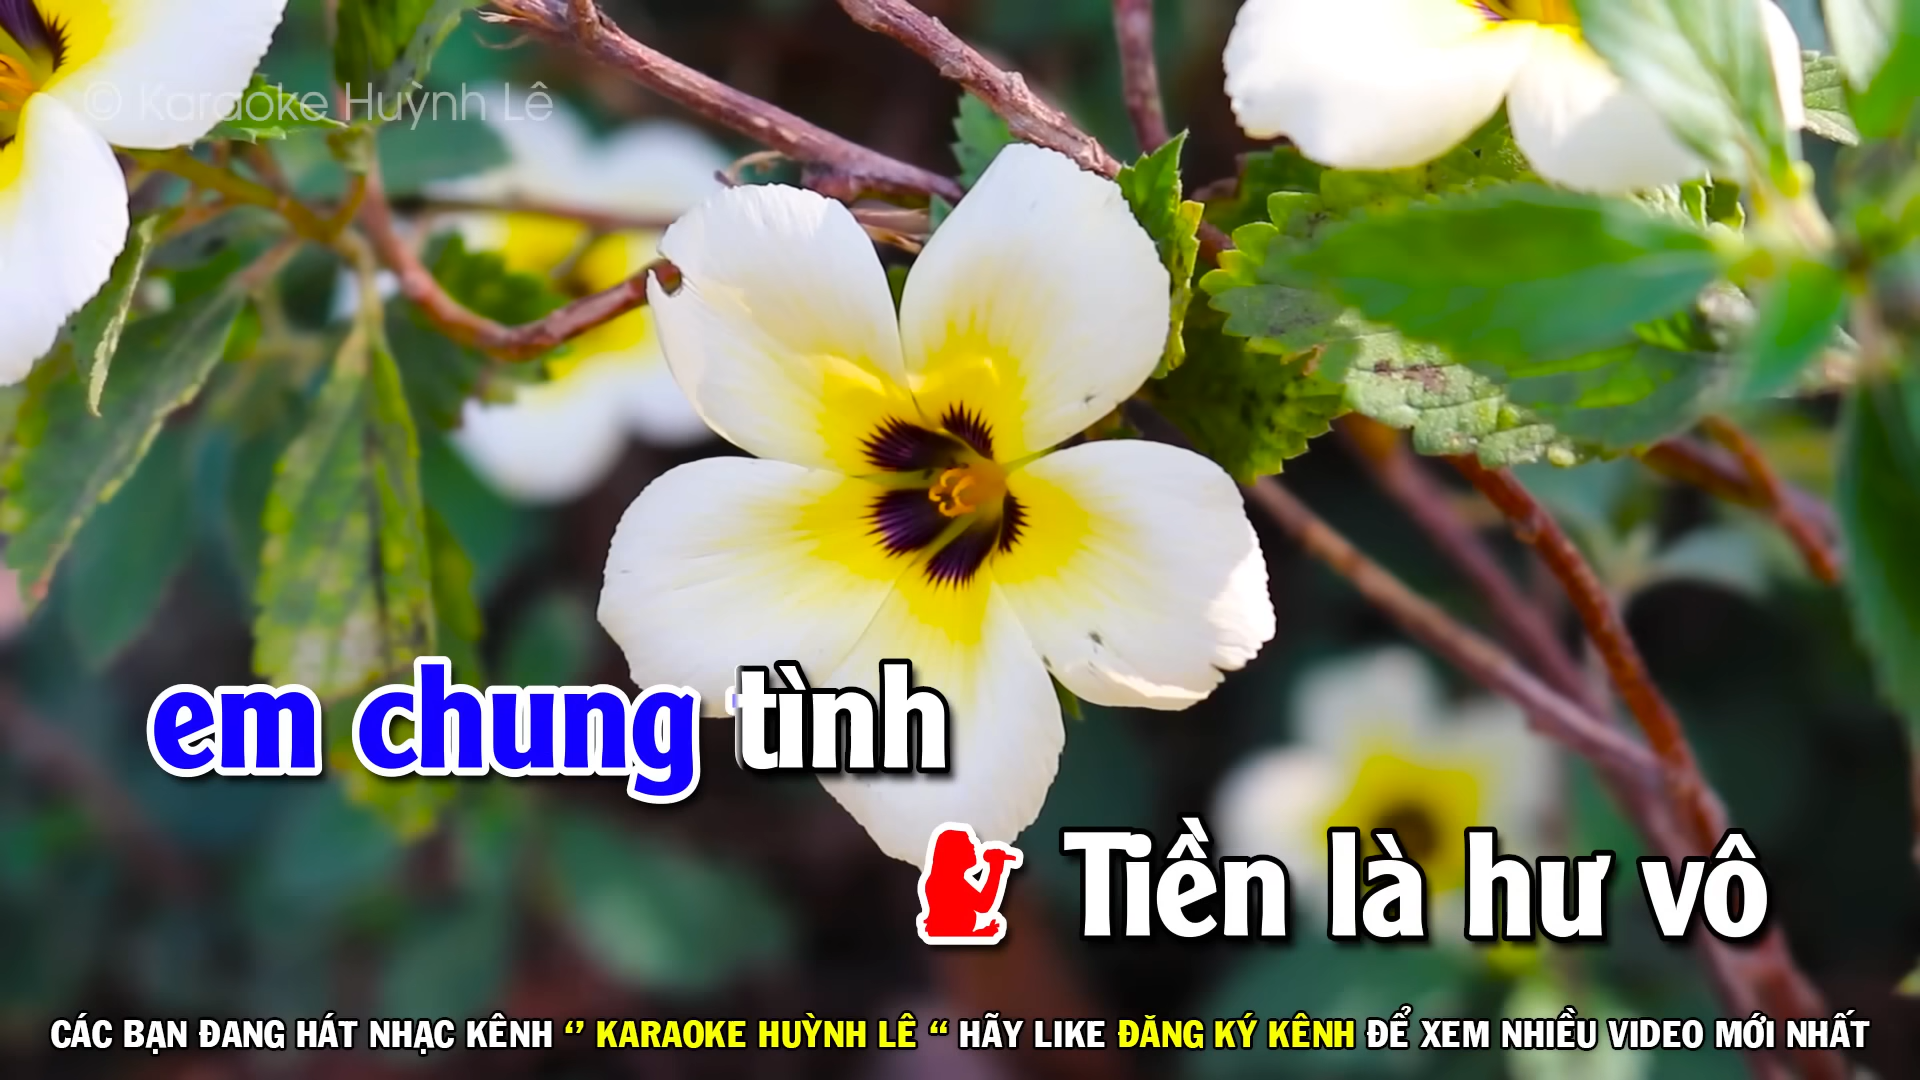 © Karaoke Huỳnh Lê
em chung tình
Tiền là hư vô
CÁC BẠN ĐANG HÁT NHẠC KÊNH ‘’ KARAOKE HUỲNH LÊ “ HÃY LIKE ĐĂNG KÝ KÊNH ĐỂ XEM NHIỀU VIDEO MỚI NHẤT